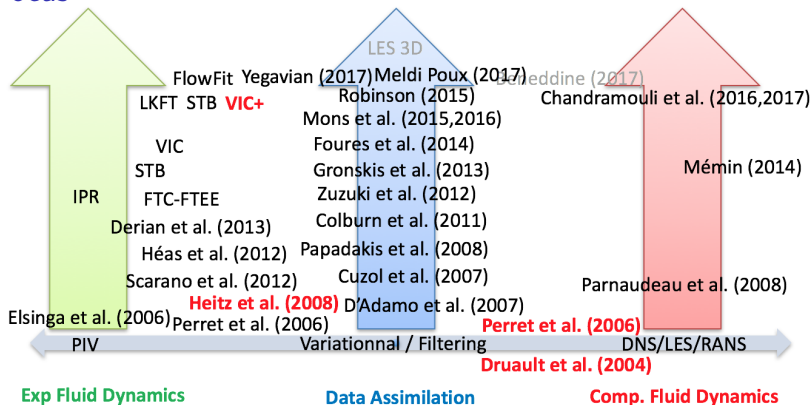 LES 3D
FlowFit Yegavian (2017) Meldi Poux (2017) Beneddine (2017)
LKFT STB VIC+ Robinson (2015) Chandramouli et al. (2016,2017)
Mons et al. (2015,2016)
VIC Foures et al. (2014)
STB Gronskis et al. (2013) Mémin (2014)
IPR FTC-FTEE Zuzuki et al. (2012)
Derian et al. (2013) Colburn et al. (2011)
Héas et al. (2012) Papadakis et al. (2008)
Scarano et al. (2012) Cuzol et al. (2007) Parnaudeau et al. (2008)
Heitz et al. (2008) D’Adamo et al. (2007)
Elsinga et al. (2006) Perret et al. (2006) Perret et al. (2006)
PIV Variationnal / Filtering DNS/LES/RANS
Druault et al. (2004)
Exp Fluid Dynamics Data Assimilation Comp. Fluid Dynamics